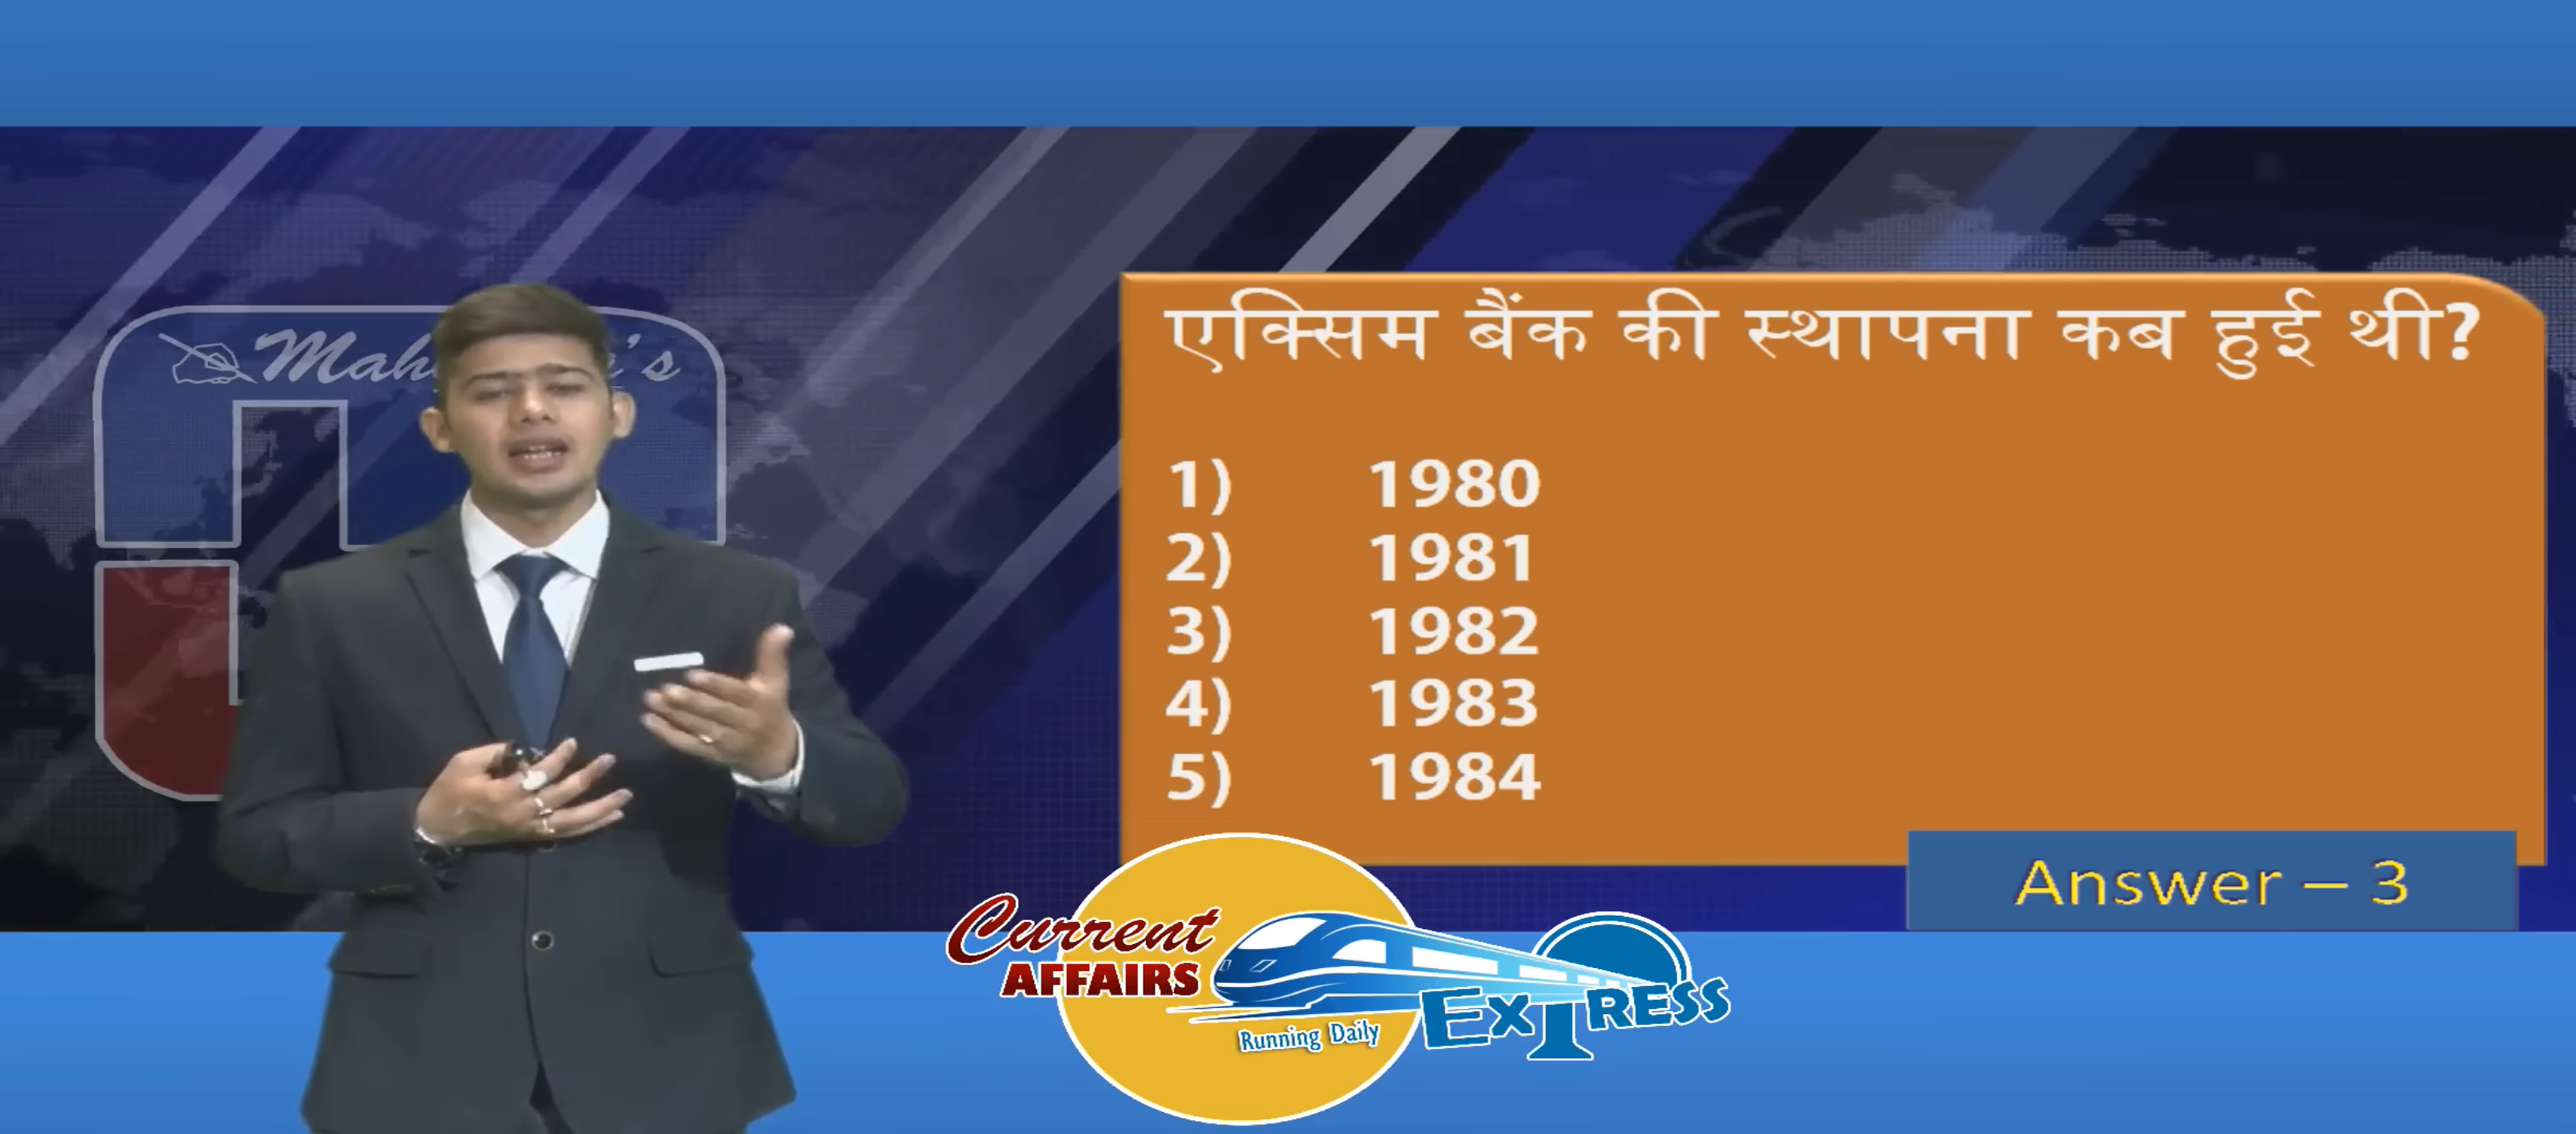 एक्सिम बैंक की स्थापना कब हुई थी?
1) 1980
2) 1981
3) 1982
4) 1983
5) 1984
Answer – 3
Current
AFFAIRS
Running Daily
EXPRESS